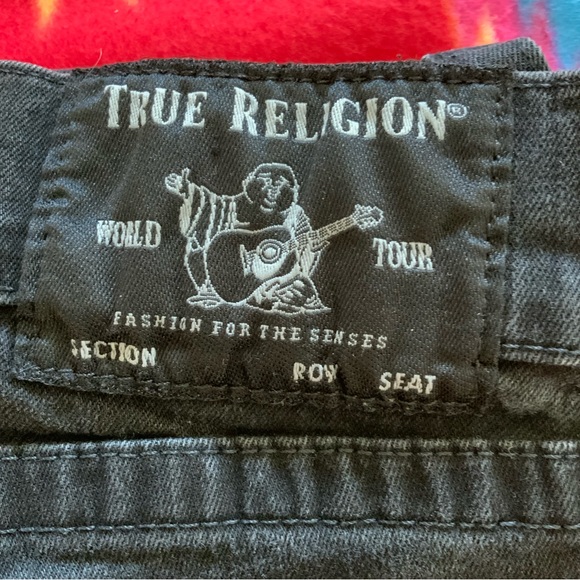 TRUE RELIGION®
WORLD TOUR
FASHION FOR THE SENSES
SECTION ROW SEAT